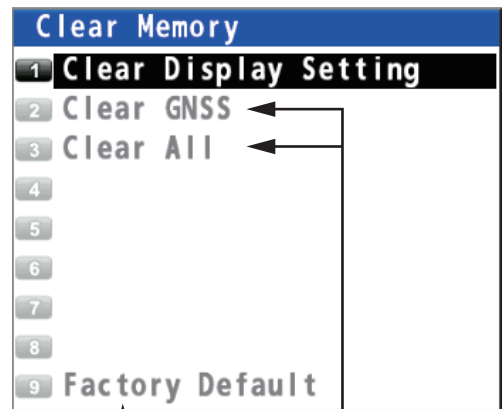 Clear Memory
1 Clear Display Setting
2 Clear GNSS
3 Clear All
4
5
6
7
8
9 Factory Default